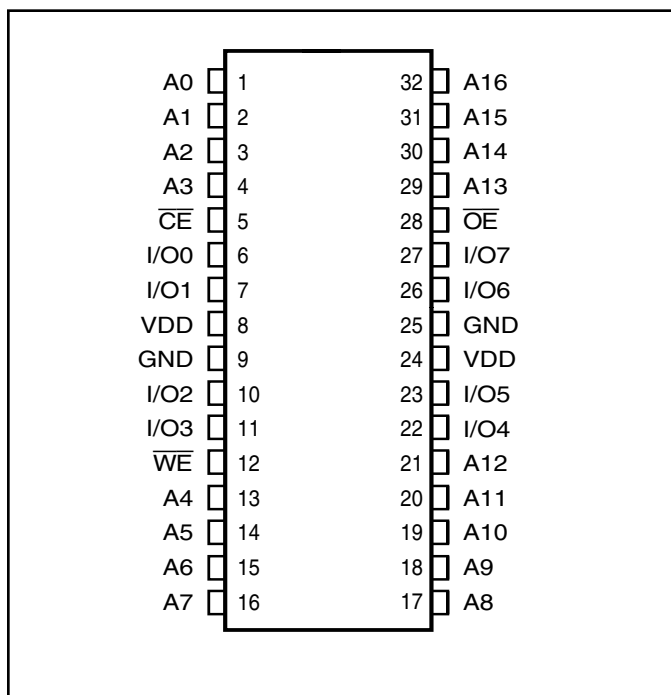 A0 1 32 A16
A1 2 31 A15
A2 3 30 A14
A3 4 29 A13
C̅E̅ 5 28 O̅E̅
I/O0 6 27 I/O7
I/O1 7 26 I/O6
VDD 8 25 GND
GND 9 24 VDD
I/O2 10 23 I/O5
I/O3 11 22 I/O4
W̅E̅ 12 21 A12
A4 13 20 A11
A5 14 19 A10
A6 15 18 A9
A7 16 17 A8